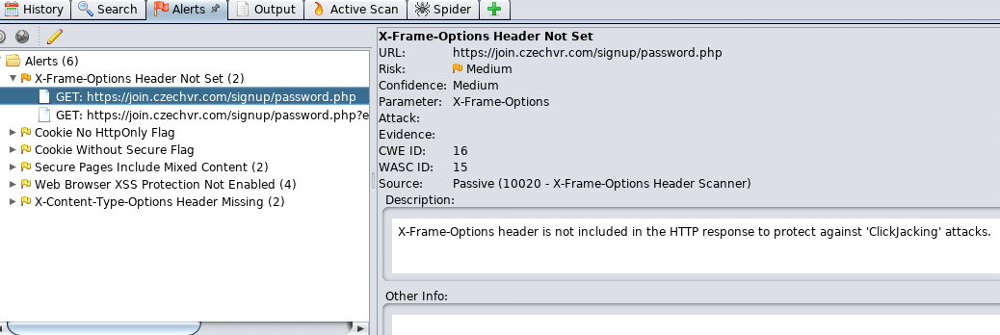 History Search Alerts Output Active Scan Spider
Alerts (6)
X-Frame-Options Header Not Set (2)
GET: https://join.czechvr.com/signup/password.php
GET: https://join.czechvr.com/signup/password.php?e
Cookie No HttpOnly Flag
Cookie Without Secure Flag
Secure Pages Include Mixed Content (2)
Web Browser XSS Protection Not Enabled (4)
X-Content-Type-Options Header Missing (2)
X-Frame-Options Header Not Set
URL: https://join.czechvr.com/signup/password.php
Risk: Medium
Confidence: Medium
Parameter: X-Frame-Options
Attack:
Evidence:
CWE ID: 16
WASC ID: 15
Source: Passive (10020 - X-Frame-Options Header Scanner)
Description:
X-Frame-Options header is not included in the HTTP response to protect against 'ClickJacking' attacks.
Other Info: